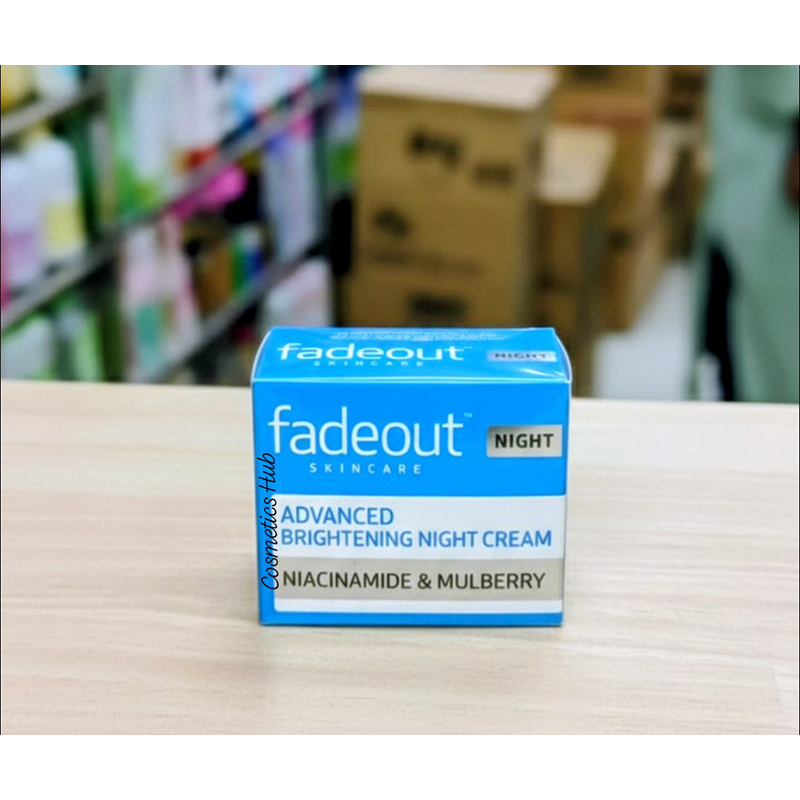 fadeout
NIGHT
SKINCARE
fadeout™
NIGHT
SKINCARE
ADVANCED
BRIGHTENING NIGHT CREAM
NIACINAMIDE & MULBERRY
Cosmetics Hub